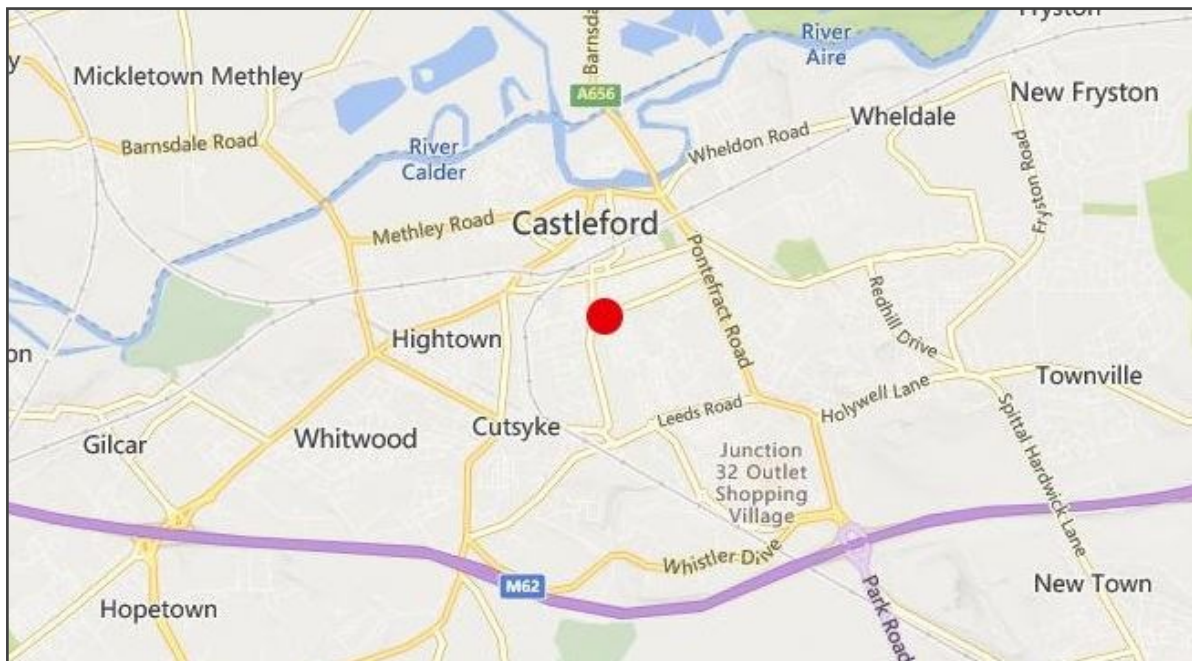 Fryston
y
Mickletown Methley
Barnsdale
River
Aire
A656
New Fryston
Wheldale
Barnsdale Road
River
Calder
Wheldon Road
Fryston Road
Methley Road
Castleford
Pontefract Road
Redhill Drive
on
Hightown
Townville
Holywell Lane
Leeds Road
Gilcar
Whitwood
Cutsyke
Spittal Hardwick Lane
Junction
32 Outlet
Shopping
Village
Whistler Drive
M62
Park Road
New Town
Hopetown